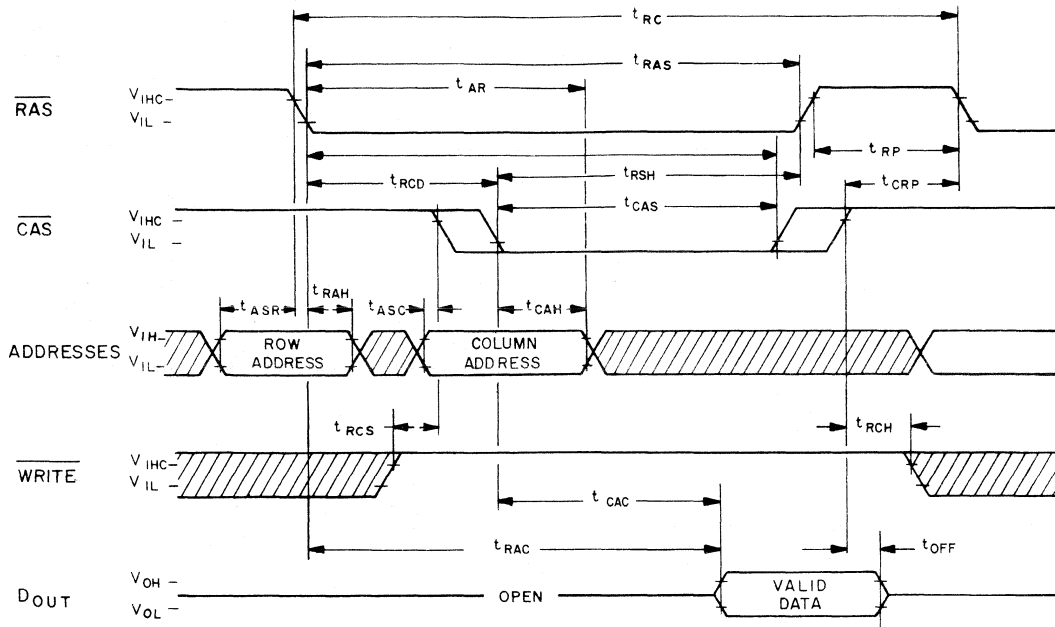 tRC
tRAS
tAR
RAS
VIHC
VIL
tRP
tRCD
tRSH
tCRP
CAS
VIHC
VIL
tCAS
tASR
tRAH
tASC
tCAH
ADDRESSES
VIH
VIL
ROW
ADDRESS
COLUMN
ADDRESS
tRCS
tRCH
WRITE
VIHC
VIL
tCAC
tRAC
tOFF
DOUT
VOH
VOL
OPEN
VALID
DATA